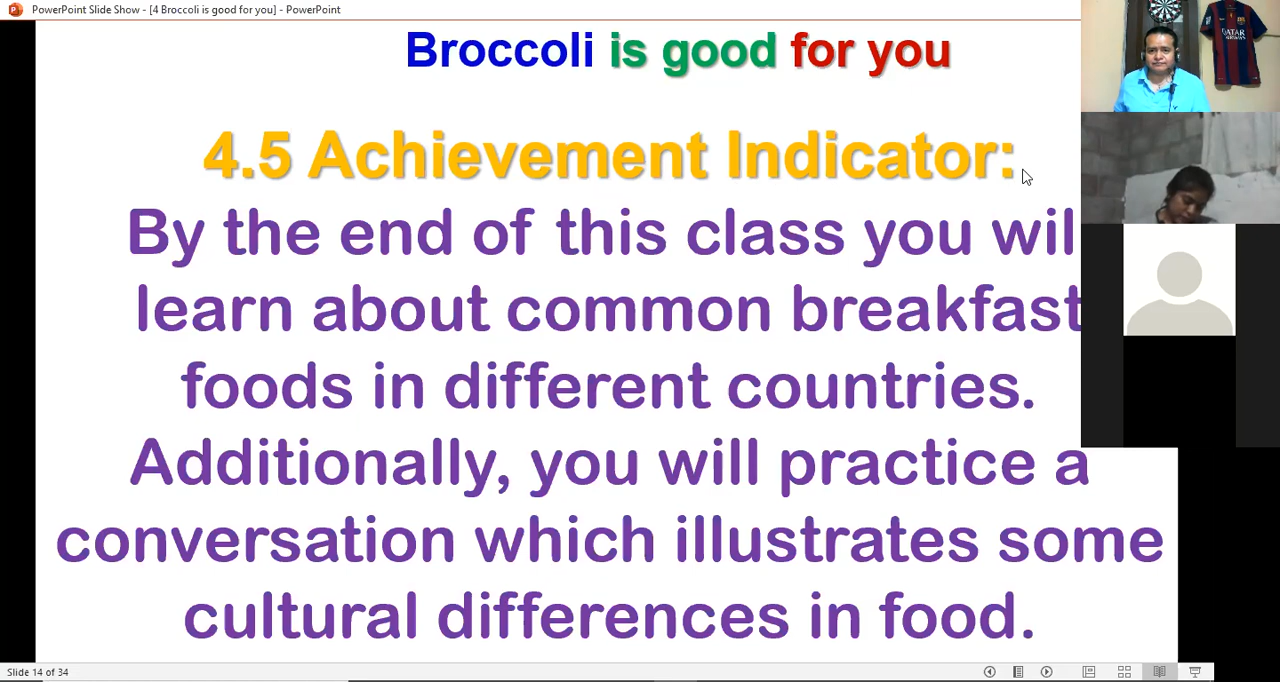 PowerPoint Slide Show - [4 Broccoli is good for you] - PowerPoint
Broccoli is good for you
4.5 Achievement Indicator:
By the end of this class you wil
learn about common breakfast
foods in different countries.
Additionally, you will practice a
conversation which illustrates some
cultural differences in food.
QATAR
AIRWAYS
Slide 14 of 34